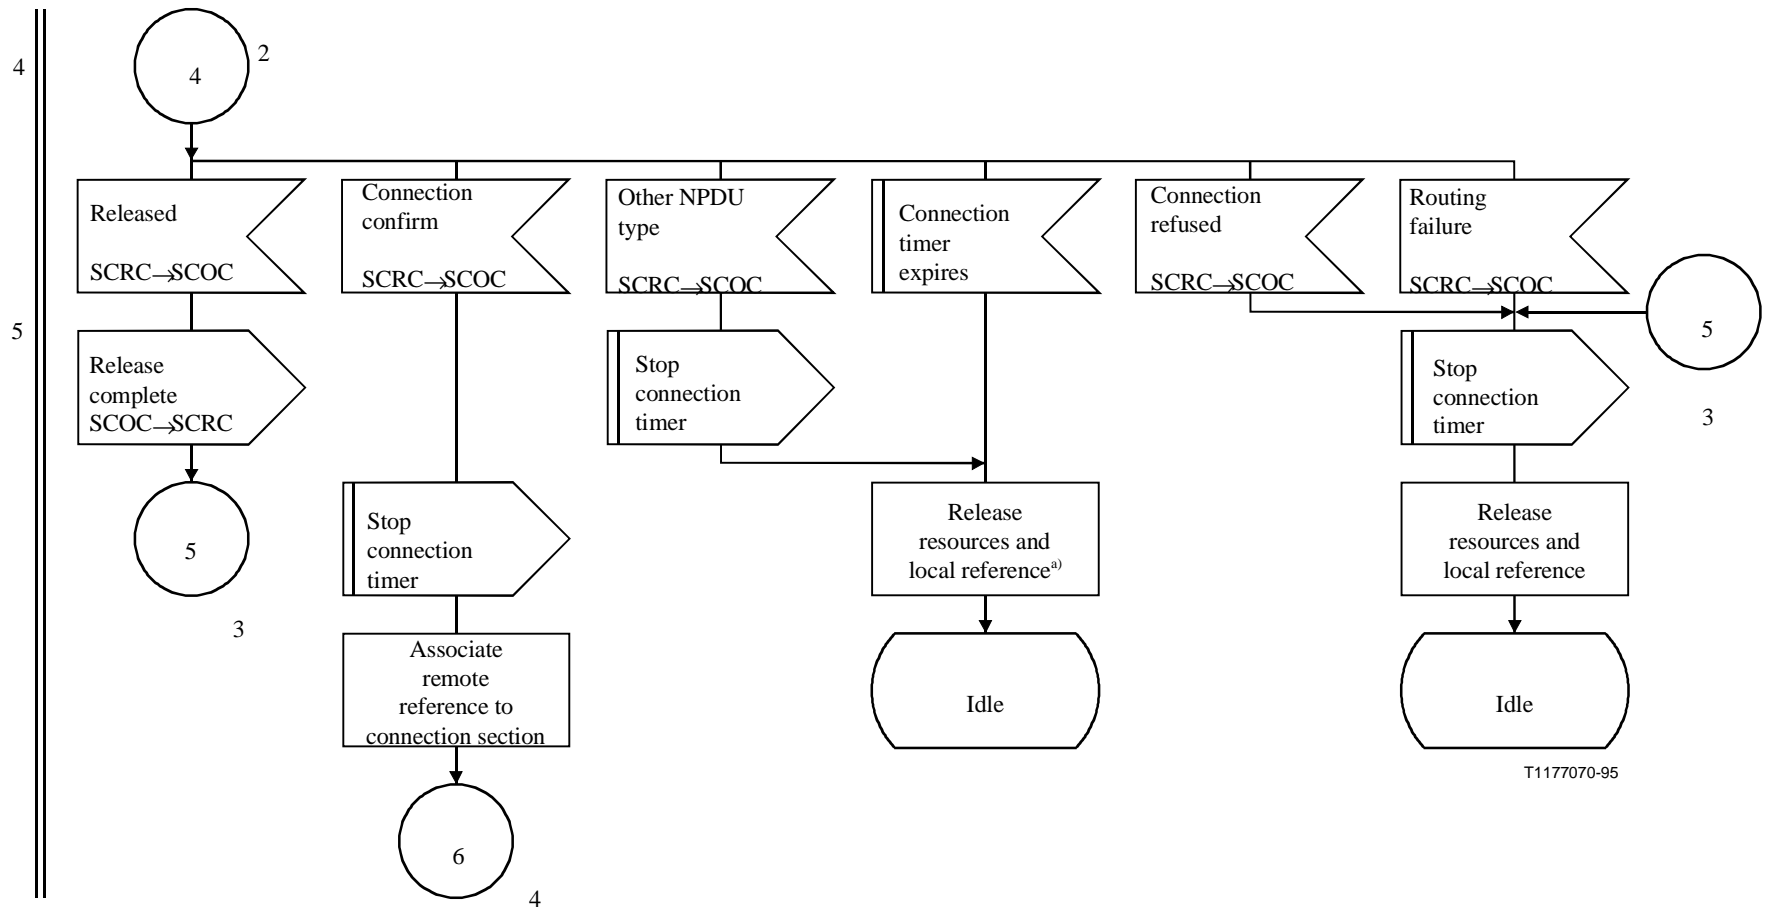 4
4
2
Released
SCRC→SCOC
Connection
confirm
SCRC→SCOC
Other NPDU
type
SCRC→SCOC
Connection
timer
expires
Connection
refused
SCRC→SCOC
Routing
failure
SCRC→SCOC
5
5
Release
complete
SCOC→SCRC
Stop
connection
timer
Stop
connection
timer
3
5
3
Stop
connection
timer
Release
resources and
local referenceᵃ⁾
Release
resources and
local reference
Associate
remote
reference to
connection section
Idle
Idle
T1177070-95
6
4